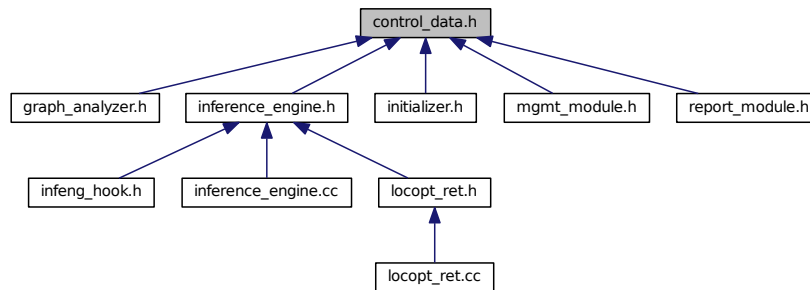 control_data.h
graph_analyzer.h
inference_engine.h
initializer.h
mgmt_module.h
report_module.h
infeng_hook.h
inference_engine.cc
locopt_ret.h
locopt_ret.cc